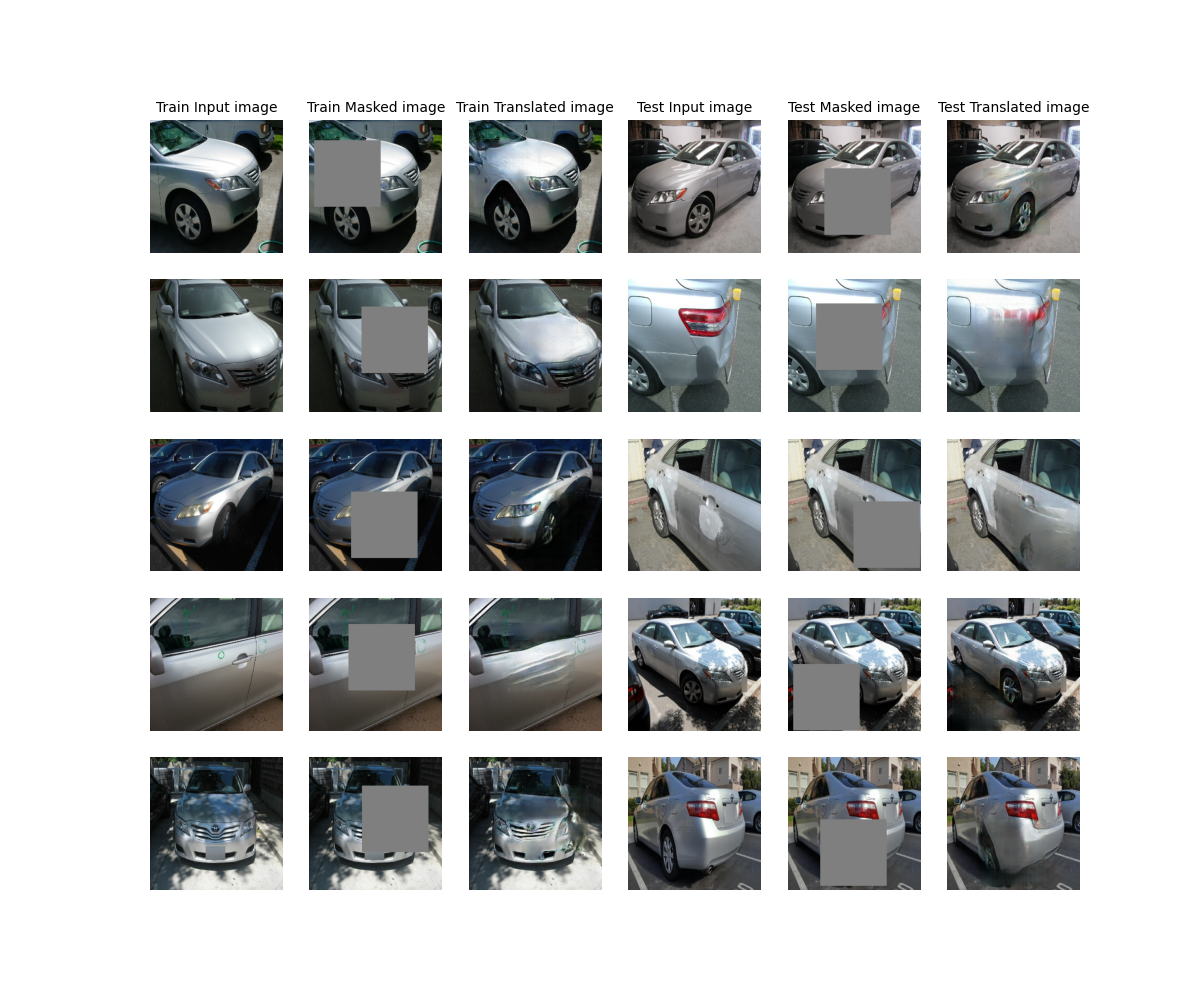 Train Input image
Train Masked image
Train Translated image
Test Input image
Test Masked image
Test Translated image